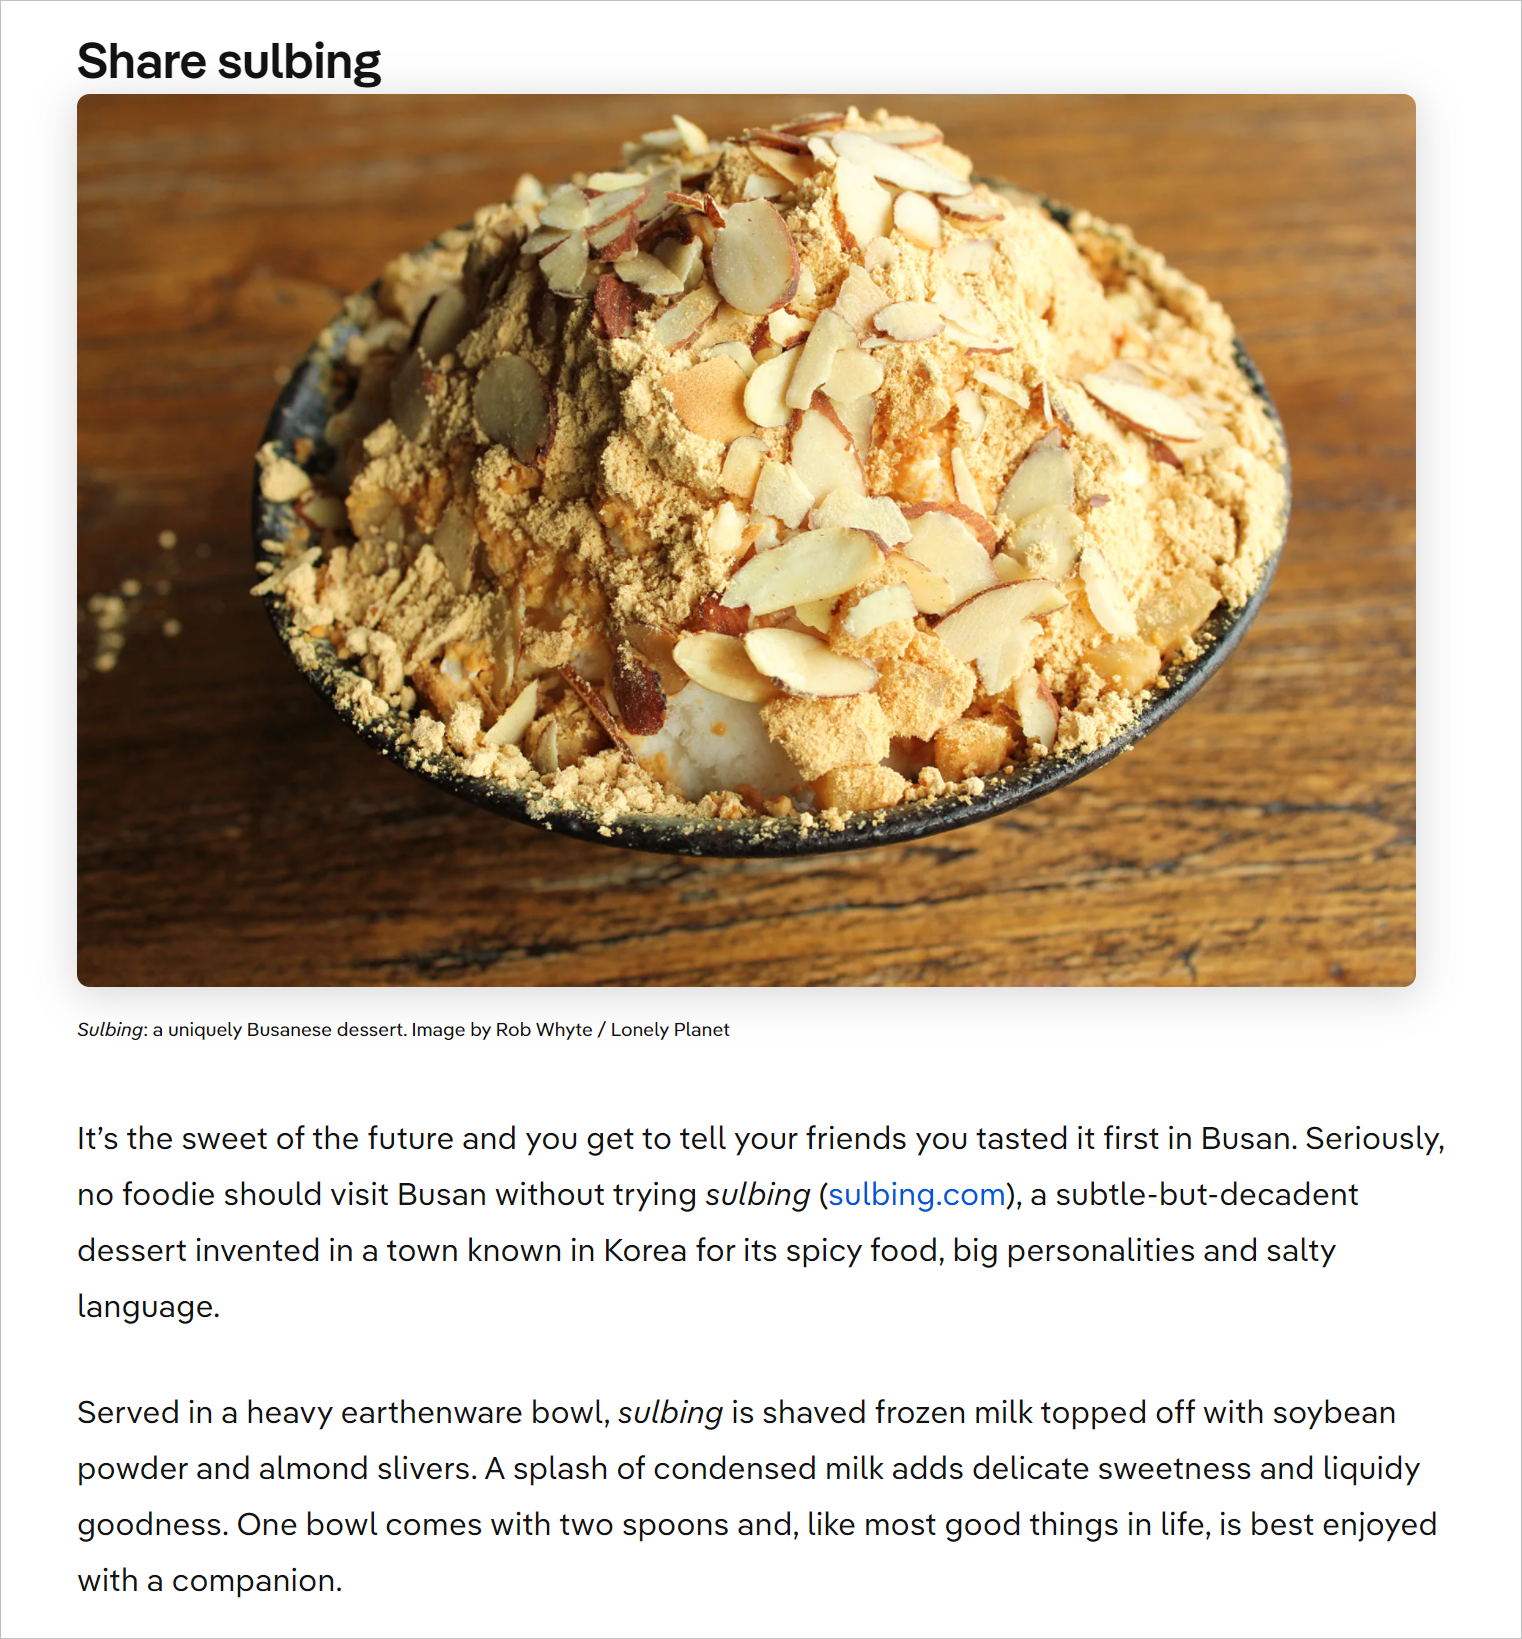 Share sulbing
Sulbing: a uniquely Busanese dessert. Image by Rob Whyte / Lonely Planet
It’s the sweet of the future and you get to tell your friends you tasted it first in Busan. Seriously,
no foodie should visit Busan without trying sulbing (sulbing.com), a subtle-but-decadent
dessert invented in a town known in Korea for its spicy food, big personalities and salty
language.
Served in a heavy earthenware bowl, sulbing is shaved frozen milk topped off with soybean
powder and almond slivers. A splash of condensed milk adds delicate sweetness and liquidy
goodness. One bowl comes with two spoons and, like most good things in life, is best enjoyed
with a companion.